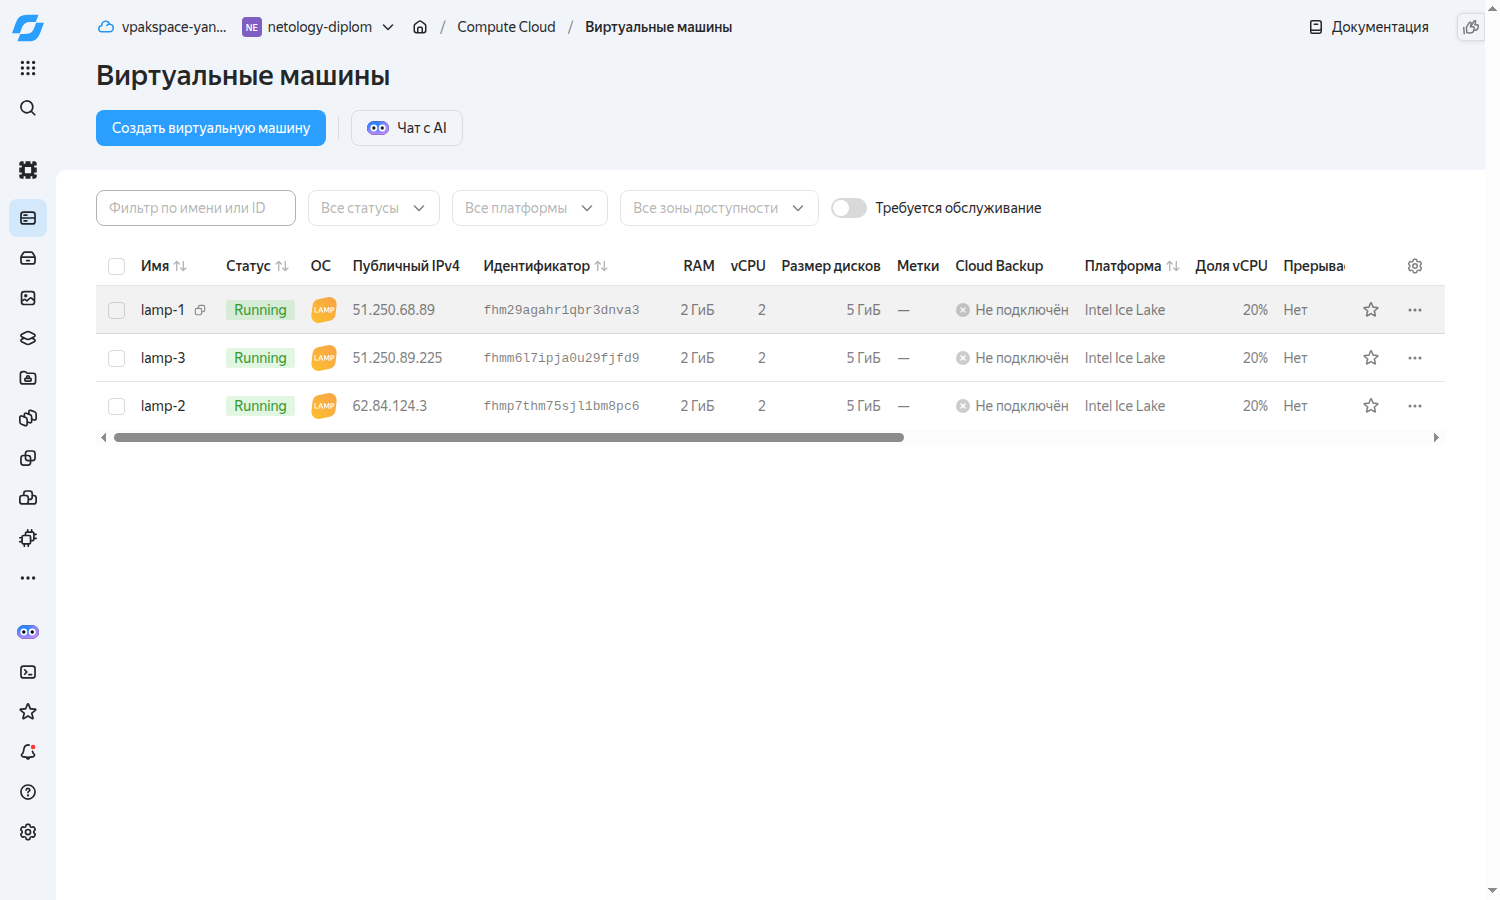 vpakspace-yan... NE netology-diplom / Compute Cloud / Виртуальные машины Документация
Виртуальные машины
Создать виртуальную машину Чат с AI
Фильтр по имени или ID Все статусы Все платформы Все зоны доступности Требуется обслуживание
Имя Статус ОС Публичный IPv4 Идентификатор RAM vCPU Размер дисков Метки Cloud Backup Платформа Доля vCPU Прерыва
lamp-1 Running LAMP 51.250.68.89 fhm29agahr1qbr3dnva3 2 ГиБ 2 5 ГиБ — Не подключён Intel Ice Lake 20% Нет
lamp-3 Running LAMP 51.250.89.225 fhmm6l7ipja0u29fjfd9 2 ГиБ 2 5 ГиБ — Не подключён Intel Ice Lake 20% Нет
lamp-2 Running LAMP 62.84.124.3 fhmp7thm75sjl1bm8pc6 2 ГиБ 2 5 ГиБ — Не подключён Intel Ice Lake 20% Нет